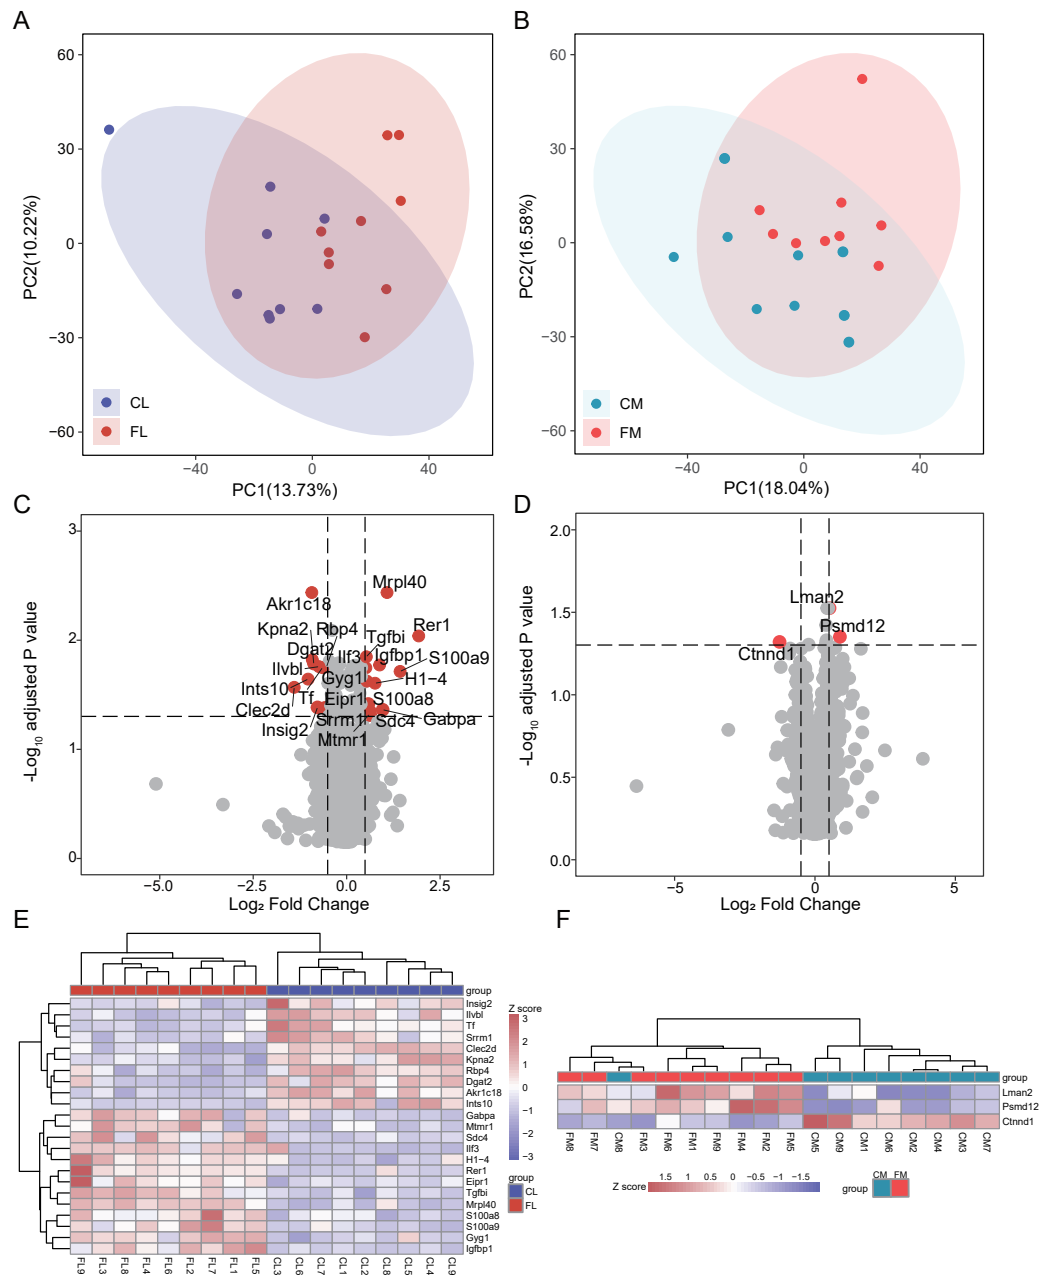 A
B
60
30
0
−30
−60
PC2(10.22%)
CL
FL
−40
0
40
PC1(13.73%)
60
30
0
−30
−60
PC2(16.58%)
CM
FM
−40
0
40
PC1(18.04%)
C
D
3
2
1
0
-Log10 adjusted P value
Mrpl40
Akr1c18
Kpna2
Rbp4
Rer1
Tgfbi
Dgat2
Ilf3
Igfbp1
S100a9
Ilvbl
Gyg1
H1−4
Ints10
Tf
Eipr1
S100a8
Clec2d
Srrm1
Sdc4
Gabpa
Insig2
Mtmr1
−5.0
−2.5
0.0
2.5
Log₂ Fold Change
2.0
1.5
1.0
0.5
0.0
-Log10 adjusted P value
Lman2
Psmd12
Ctnnd1
−5
0
5
Log₂ Fold Change
E
F
group
Insig2
Ilvbl
Tf
Srrm1
Clec2d
Kpna2
Rbp4
Dgat2
Akr1c18
Ints10
Gabpa
Mtmr1
Sdc4
Ilf3
H1−4
Rer1
Eipr1
Tgfbi
Mrpl40
S100a8
S100a9
Gyg1
Igfbp1
FL9
FL3
FL8
FL4
FL6
FL2
FL7
FL1
FL5
CL3
CL6
CL7
CL1
CL2
CL8
CL5
CL4
CL9
Z score
3
2
1
0
−1
−2
−3
group
CL
FL
group
Lman2
Psmd12
Ctnnd1
FM8
FM7
CM8
FM3
FM6
FM1
FM9
FM4
FM2
FM5
CM5
CM9
CM1
CM6
CM2
CM4
CM3
CM7
Z score
1.5
0.5
0
−0.5
−1.5
group
CM
FM